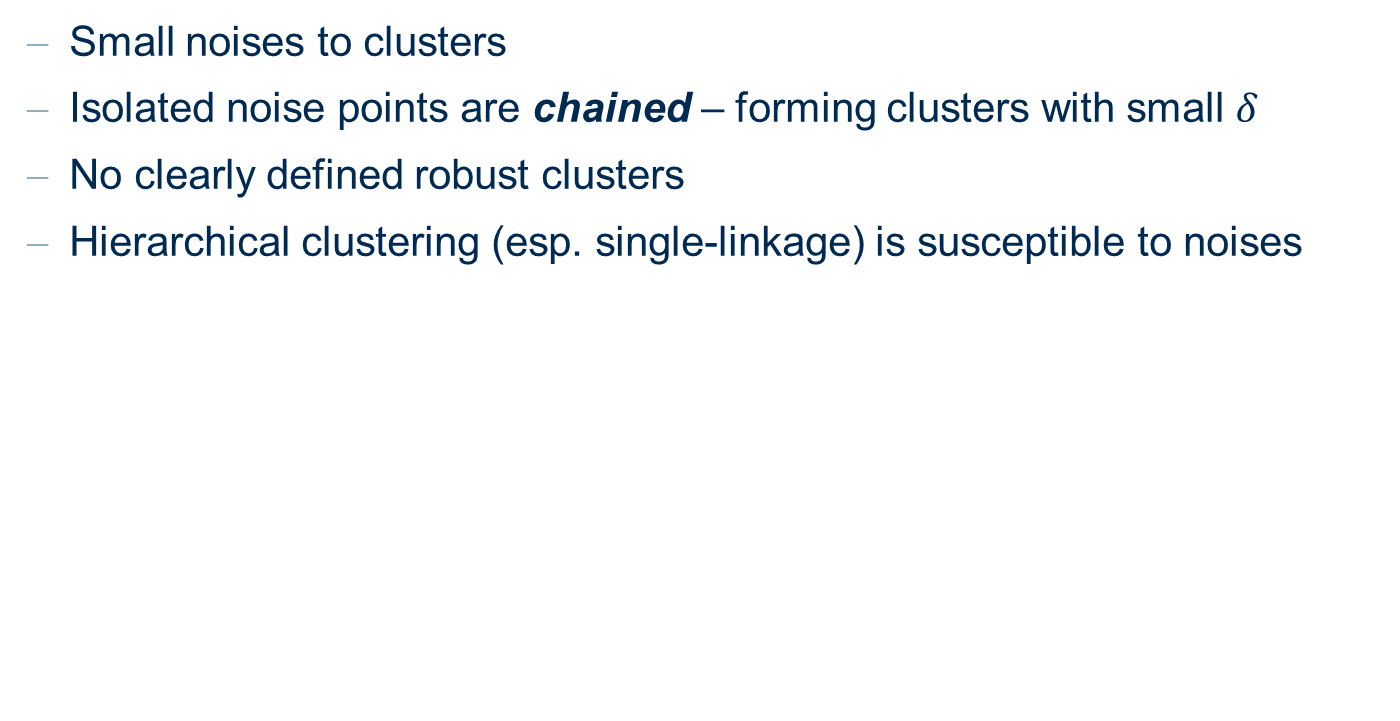 – Small noises to clusters
– Isolated noise points are chained – forming clusters with small δ
– No clearly defined robust clusters
– Hierarchical clustering (esp. single-linkage) is susceptible to noises